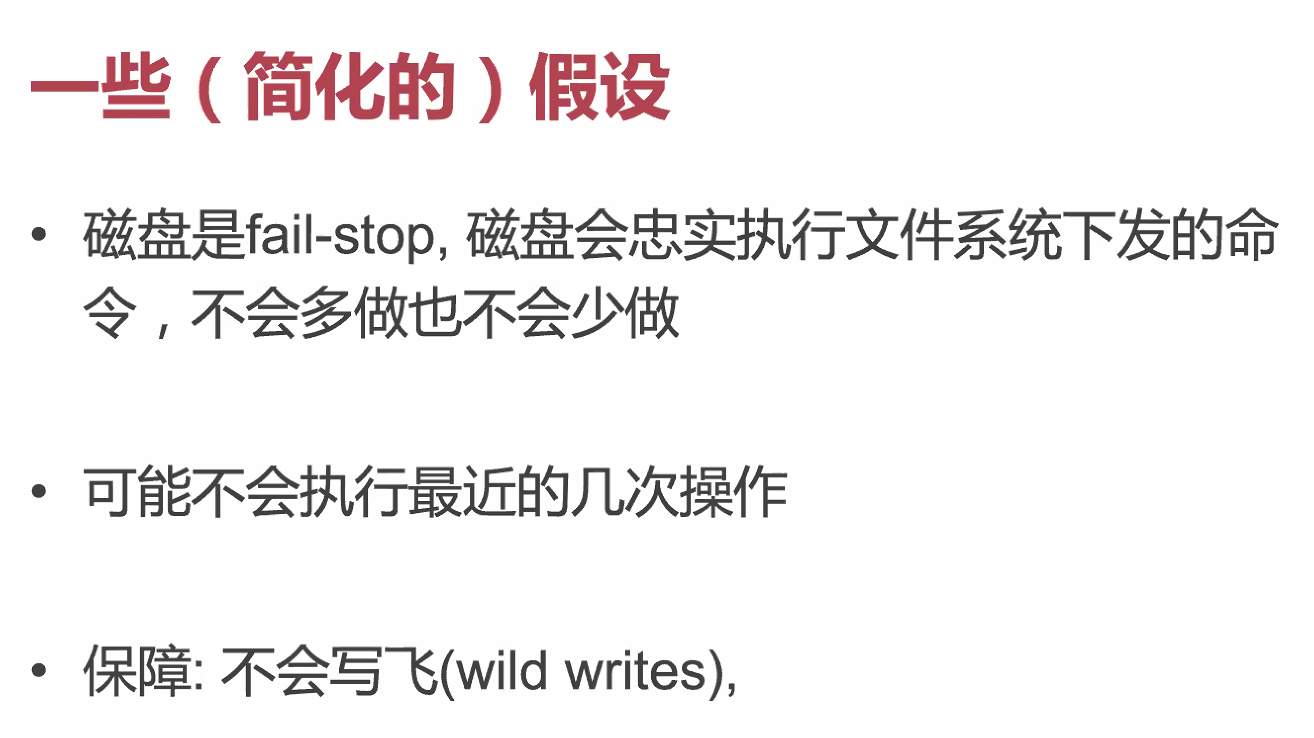 一些（简化的）假设
• 磁盘是fail-stop, 磁盘会忠实执行文件系统下发的命
令，不会多做也不会少做
• 可能不会执行最近的几次操作
• 保障: 不会写飞(wild writes),